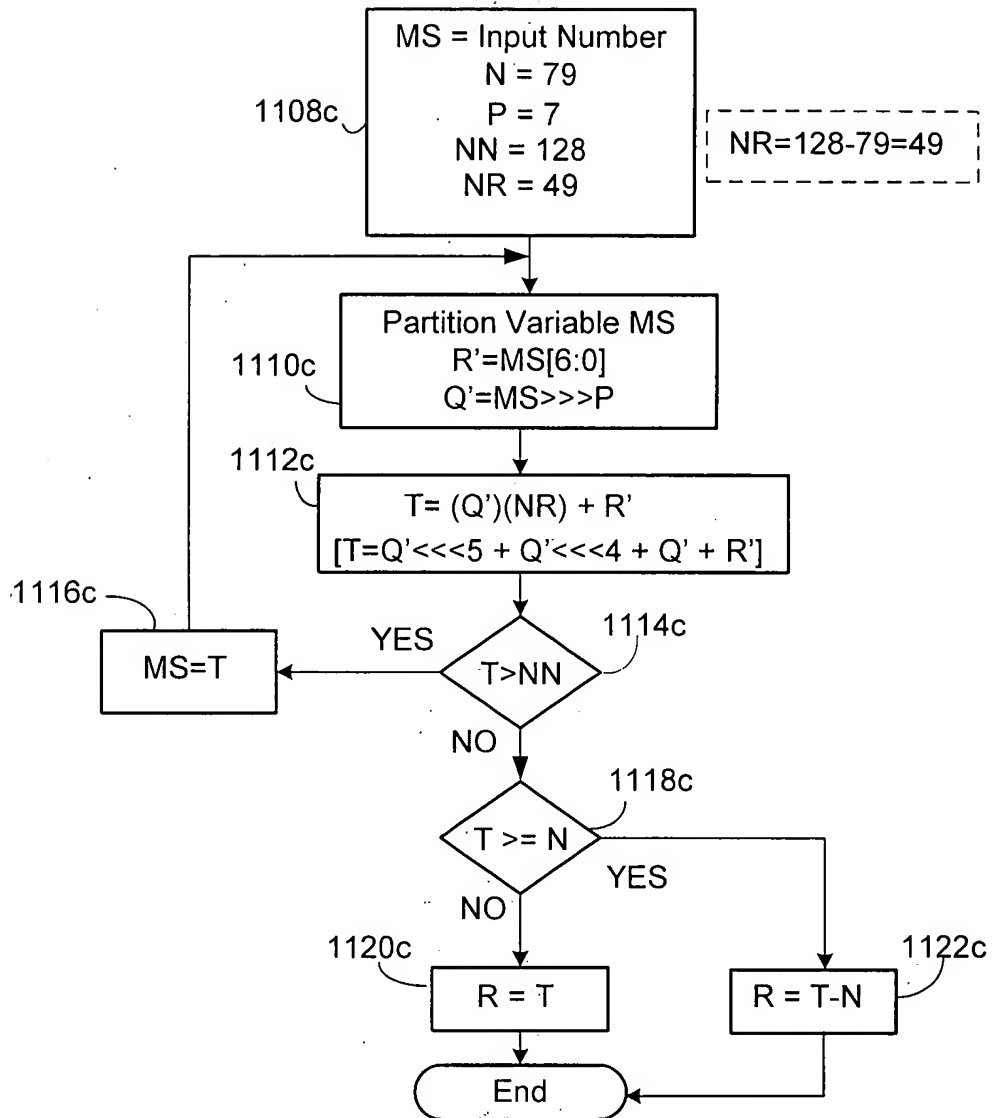 MS = Input Number
N = 79
P = 7
NN = 128
NR = 49
1108c
NR=128-79=49
Partition Variable MS
R'=MS[6:0]
Q'=MS>>>P
1110c
1112c
T= (Q')(NR) + R'
[T=Q'<<<5 + Q'<<<4 + Q' + R']
1116c
MS=T
YES
T>NN
1114c
NO
1118c
T >= N
YES
NO
1120c
R = T
1122c
R = T-N
End